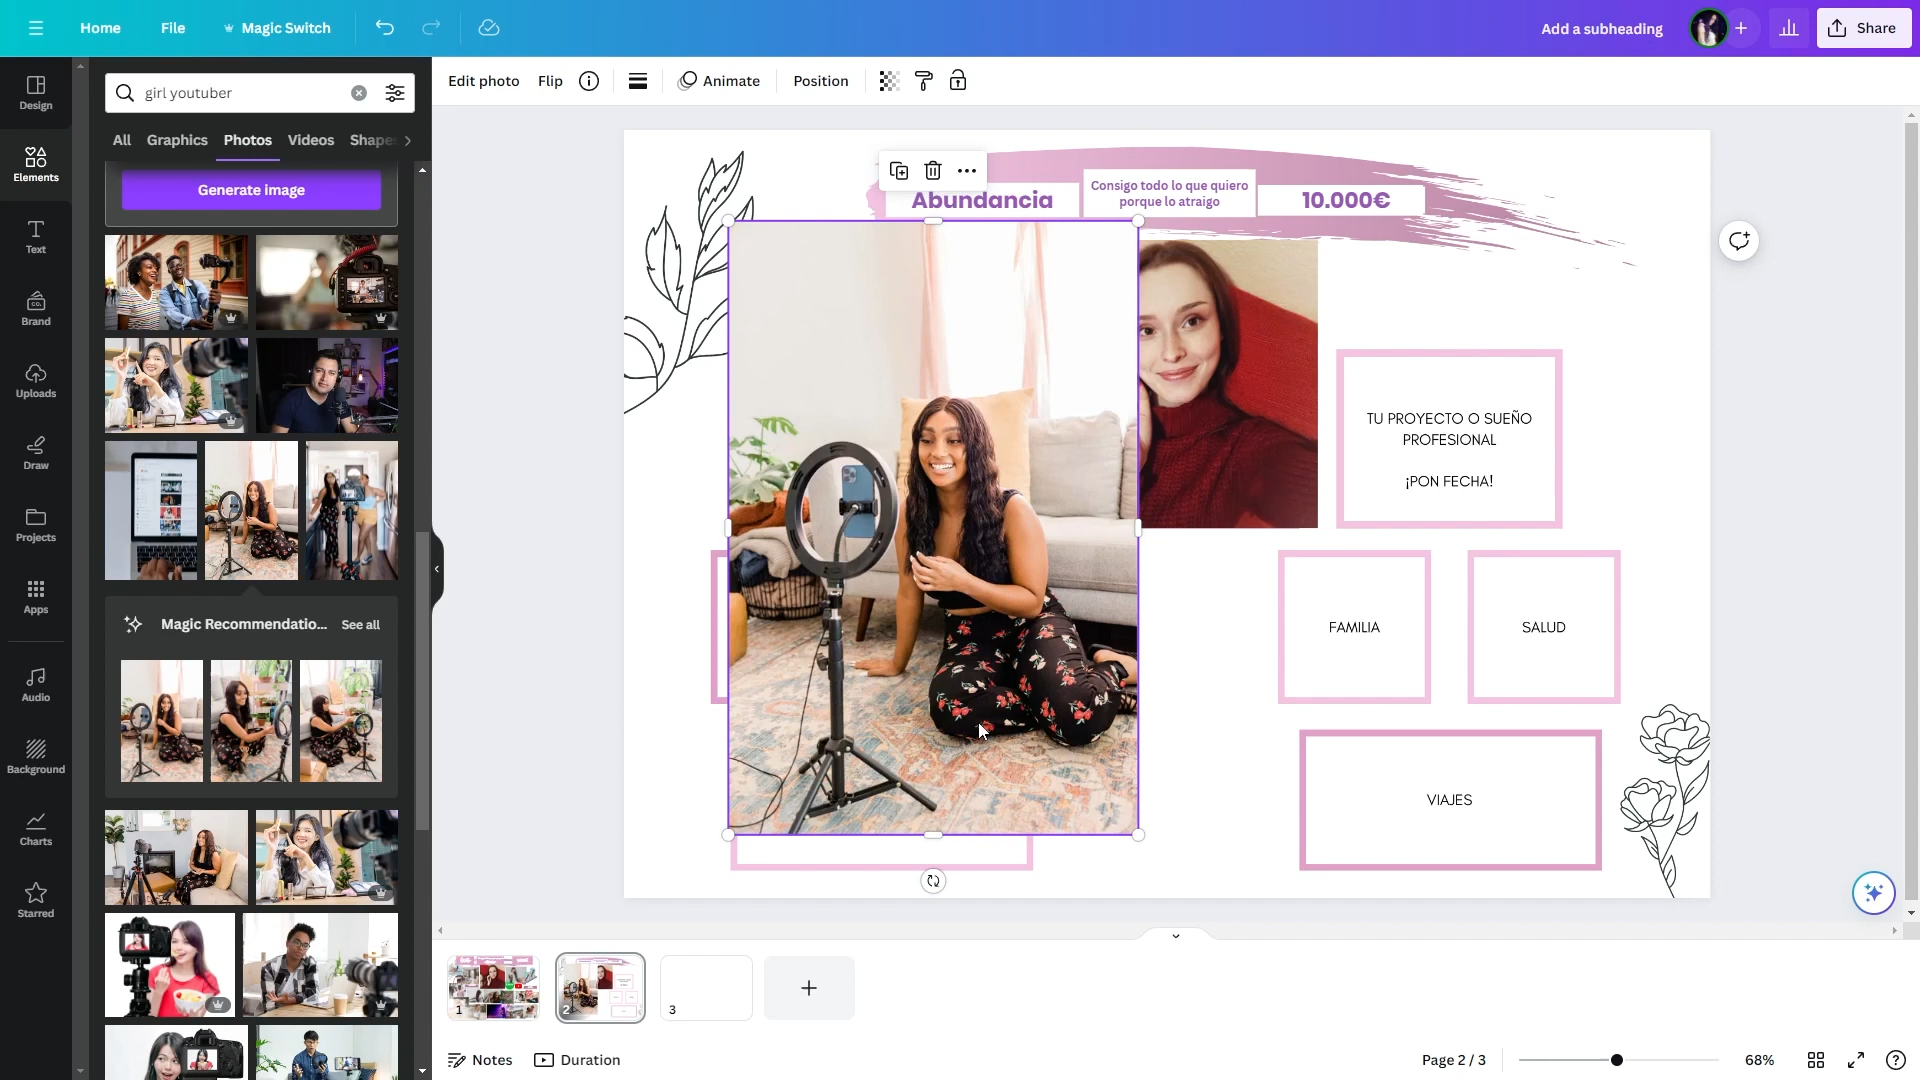 Home
File
Magic Switch
Add a subheading
Share
Design
Elements
Text
Brand
Uploads
Draw
Projects
Apps
Audio
Background
Charts
Starred
girl youtuber
All
Graphics
Photos
Videos
Shapes
Generate image
Magic Recommendatio...
See all
Edit photo
Flip
Animate
Position
Abundancia
Consigo todo lo que quiero
porque lo atraigo
10.000€
TU PROYECTO O SUEÑO
PROFESIONAL
¡PON FECHA!
FAMILIA
SALUD
VIAJES
1
2
3
Notes
Duration
Page 2 / 3
68%